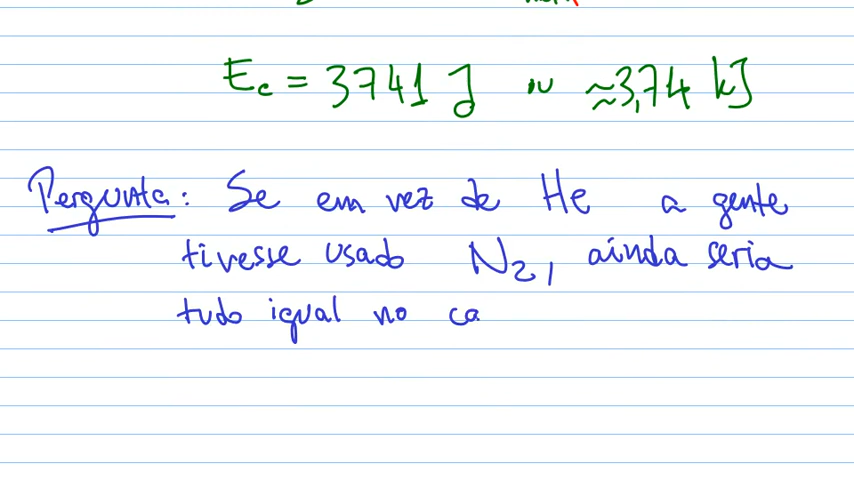 Ec = 3741 J ~ ≈3,74 kJ
Pergunta: Se em vez de He a gente
tivesse usado N2, ainda seria
tudo igual no ca